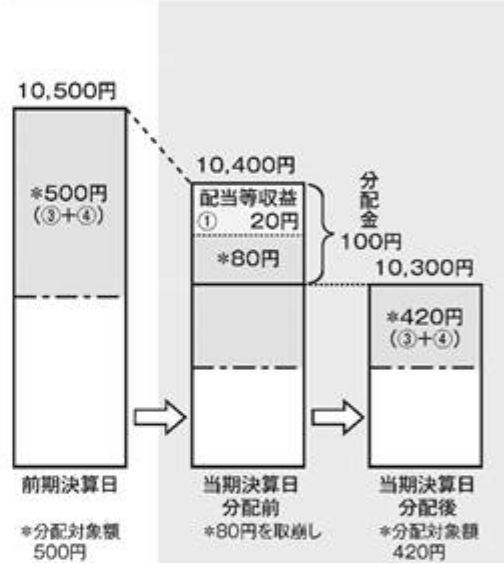 10,500円
*500円
(③+④)
前期決算日
*分配対象額
500円
10,400円
配当等収益
① 20円
*80円
分配金
100円
当期決算日
分配前
*80円を取崩し
10,300円
*420円
(③+④)
当期決算日
分配後
*分配対象額
420円